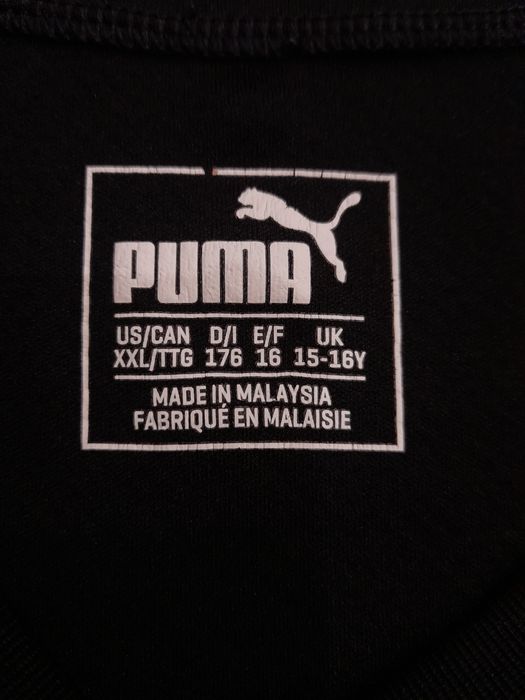 PUMA
US/CAN D/I E/F UK
XXL/TTG 176 16 15-16Y
MADE IN MALAYSIA
FABRIQUÉ EN MALAISIE